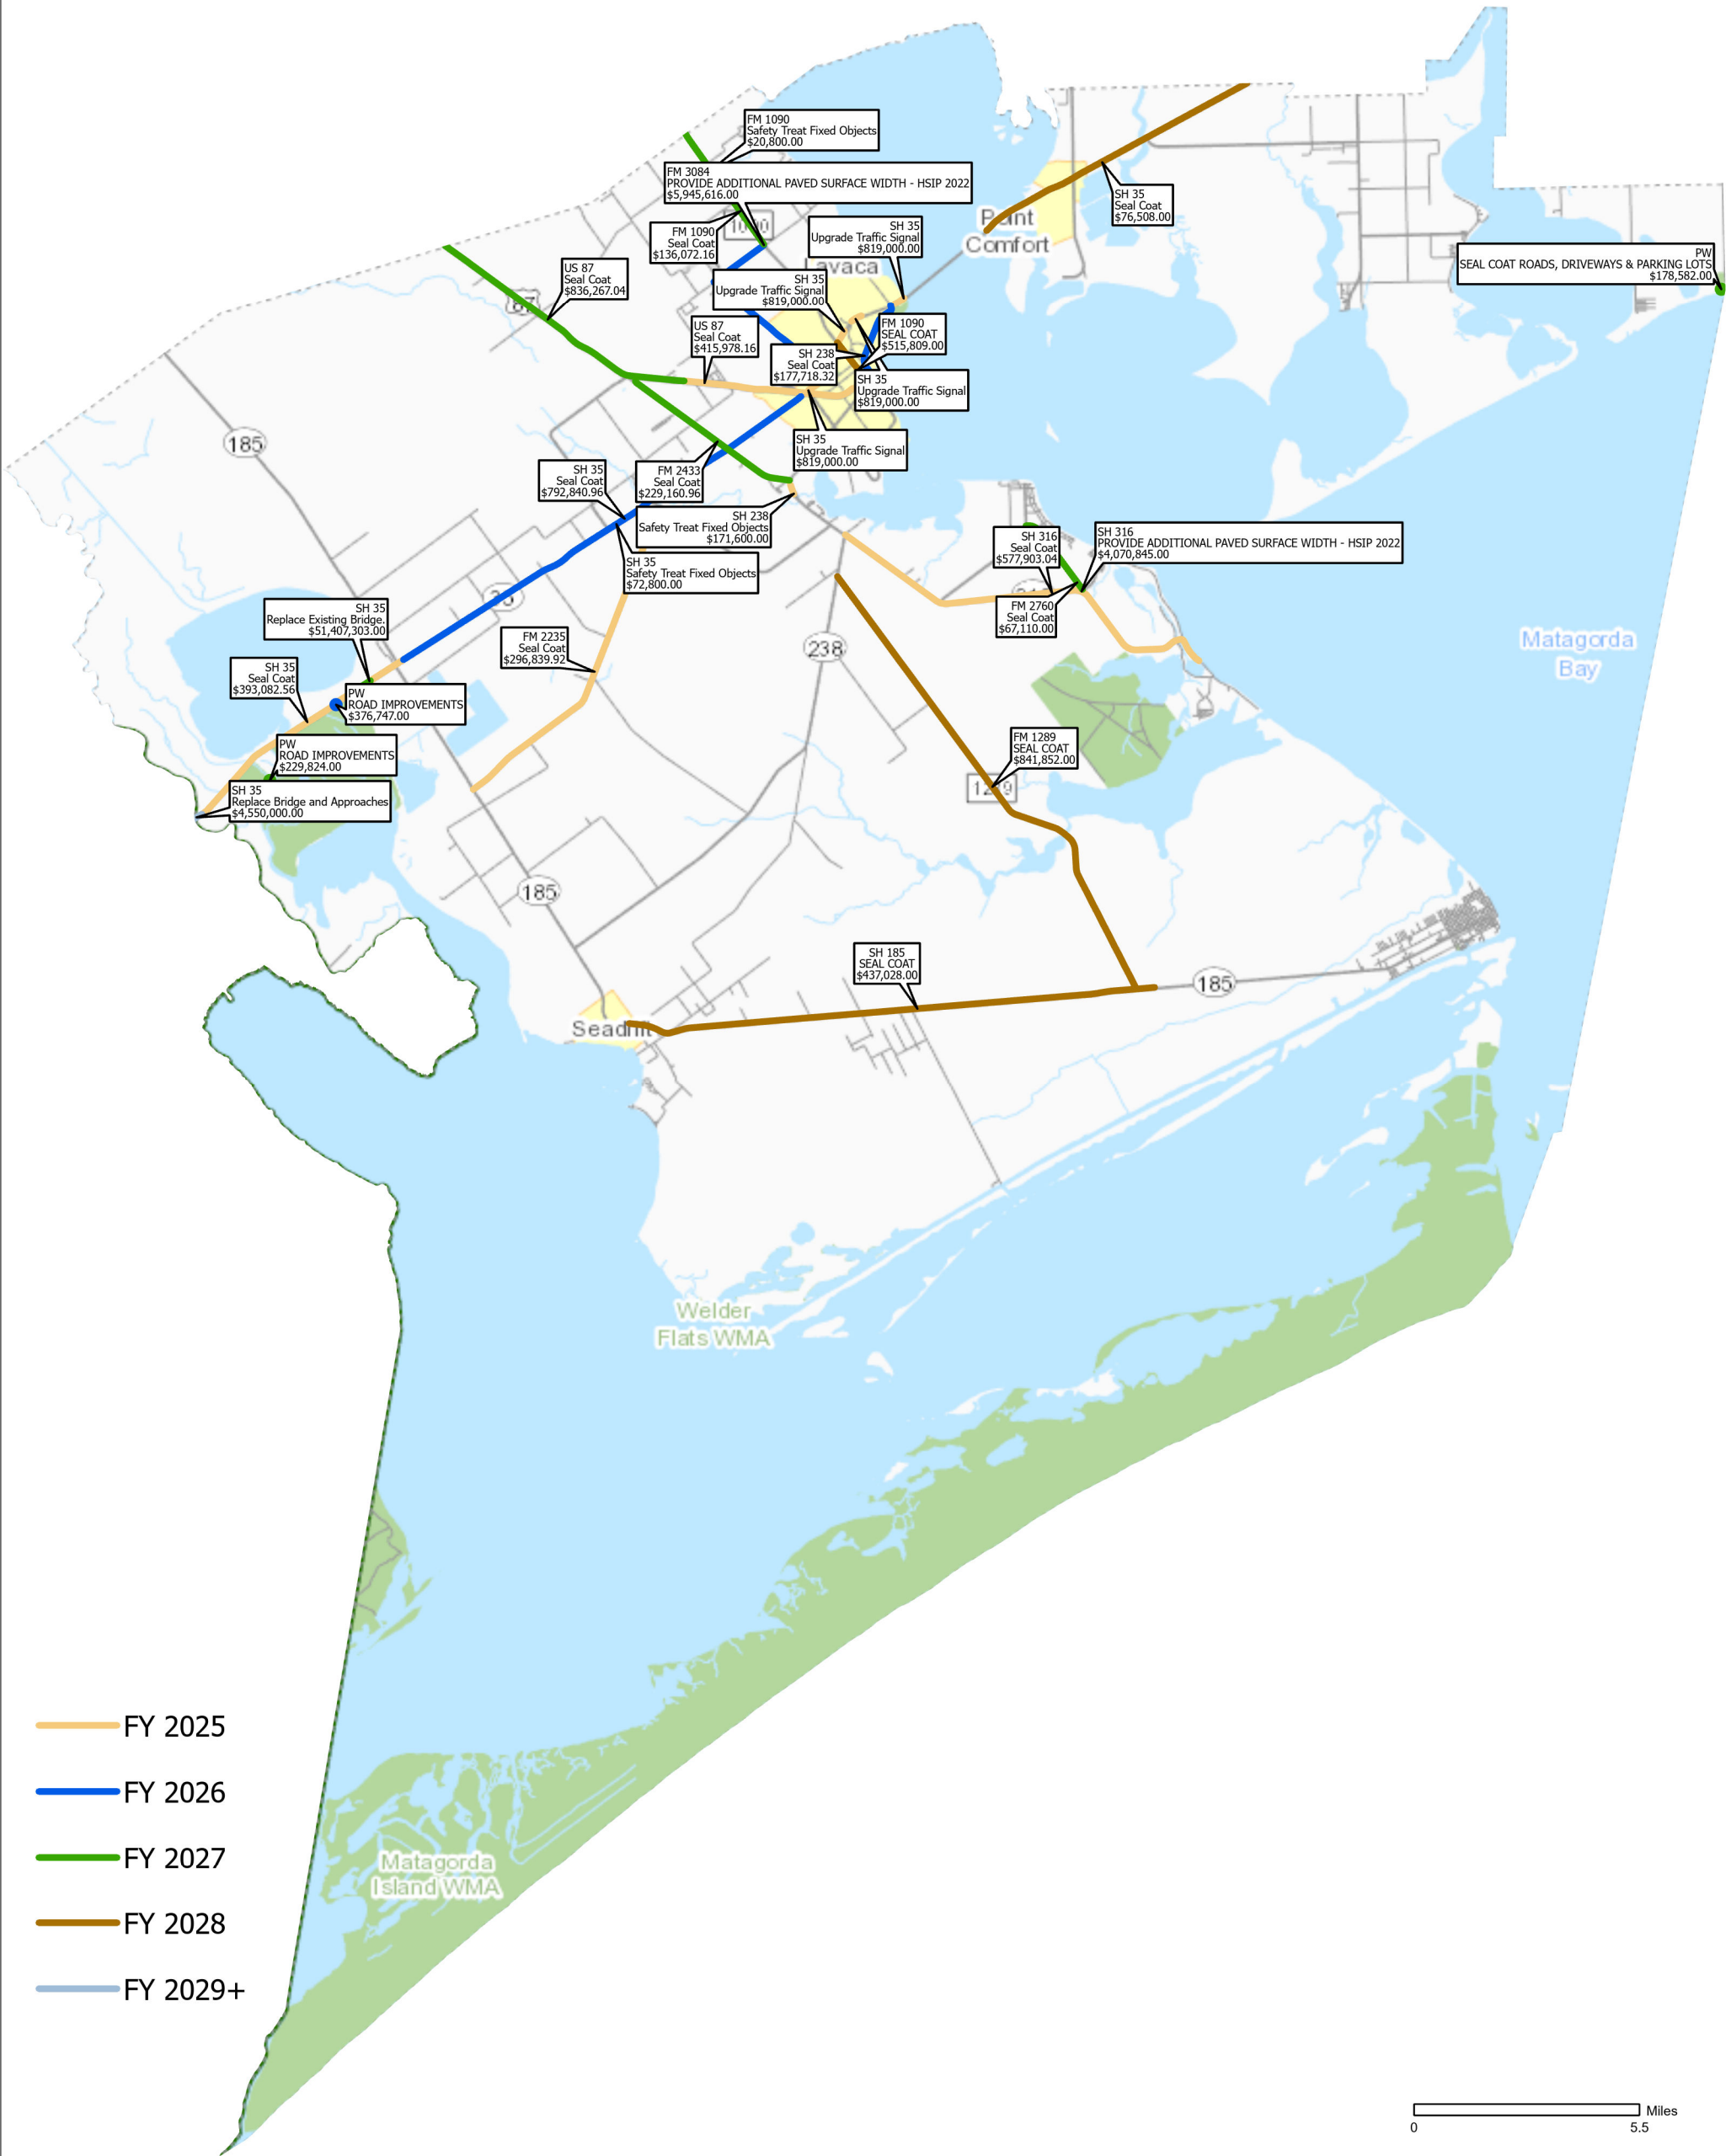 FM 1090
Safety Treat Fixed Objects
$20,800.00
FM 3084
PROVIDE ADDITIONAL PAVED SURFACE WIDTH - HSIP 2022
$5,945,616.00
FM 1090
Seal Coat
$136,072.16
SH 35
Upgrade Traffic Signal
$819,000.00
Point
Comfort
SH 35
Seal Coat
$76,508.00
PW
SEAL COAT ROADS, DRIVEWAYS & PARKING LOTS
$178,582.00
Lavaca
US 87
Seal Coat
$836,267.04
87
SH 35
Upgrade Traffic Signal
$819,000.00
US 87
Seal Coat
$415,978.16
FM 1090
SEAL COAT
$515,809.00
SH 238
Seal Coat
$177,718.32
SH 35
Upgrade Traffic Signal
$819,000.00
185
SH 35
Upgrade Traffic Signal
$819,000.00
SH 35
Seal Coat
$792,840.96
FM 2433
Seal Coat
$229,160.96
SH 238
Safety Treat Fixed Objects
$171,600.00
SH 35
Safety Treat Fixed Objects
$72,800.00
SH 316
Seal Coat
$577,903.04
SH 316
PROVIDE ADDITIONAL PAVED SURFACE WIDTH - HSIP 2022
$4,070,845.00
FM 2760
Seal Coat
$67,110.00
35
SH 35
Replace Existing Bridge.
$51,407,303.00
FM 2235
Seal Coat
$296,839.92
238
Matagorda
Bay
SH 35
Seal Coat
$393,082.56
PW
ROAD IMPROVEMENTS
$376,747.00
PW
ROAD IMPROVEMENTS
$229,824.00
SH 35
Replace Bridge and Approaches
$4,550,000.00
FM 1289
SEAL COAT
$841,852.00
185
SH 185
SEAL COAT
$437,028.00
185
Seadrift
Welder
Flats WMA
FY 2025
FY 2026
FY 2027
FY 2028
FY 2029+
Matagorda
Island WMA
Miles
0
5.5